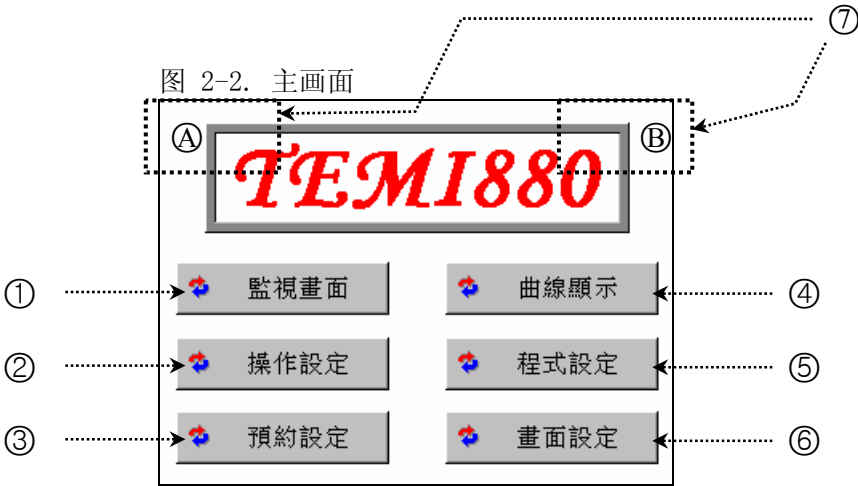 ⑦
图 2-2. 主画面
Ⓐ Ⓑ
TEMI880
① 監視畫面 曲線顯示 ④
② 操作設定 程式設定 ⑤
③ 預約設定 畫面設定 ⑥